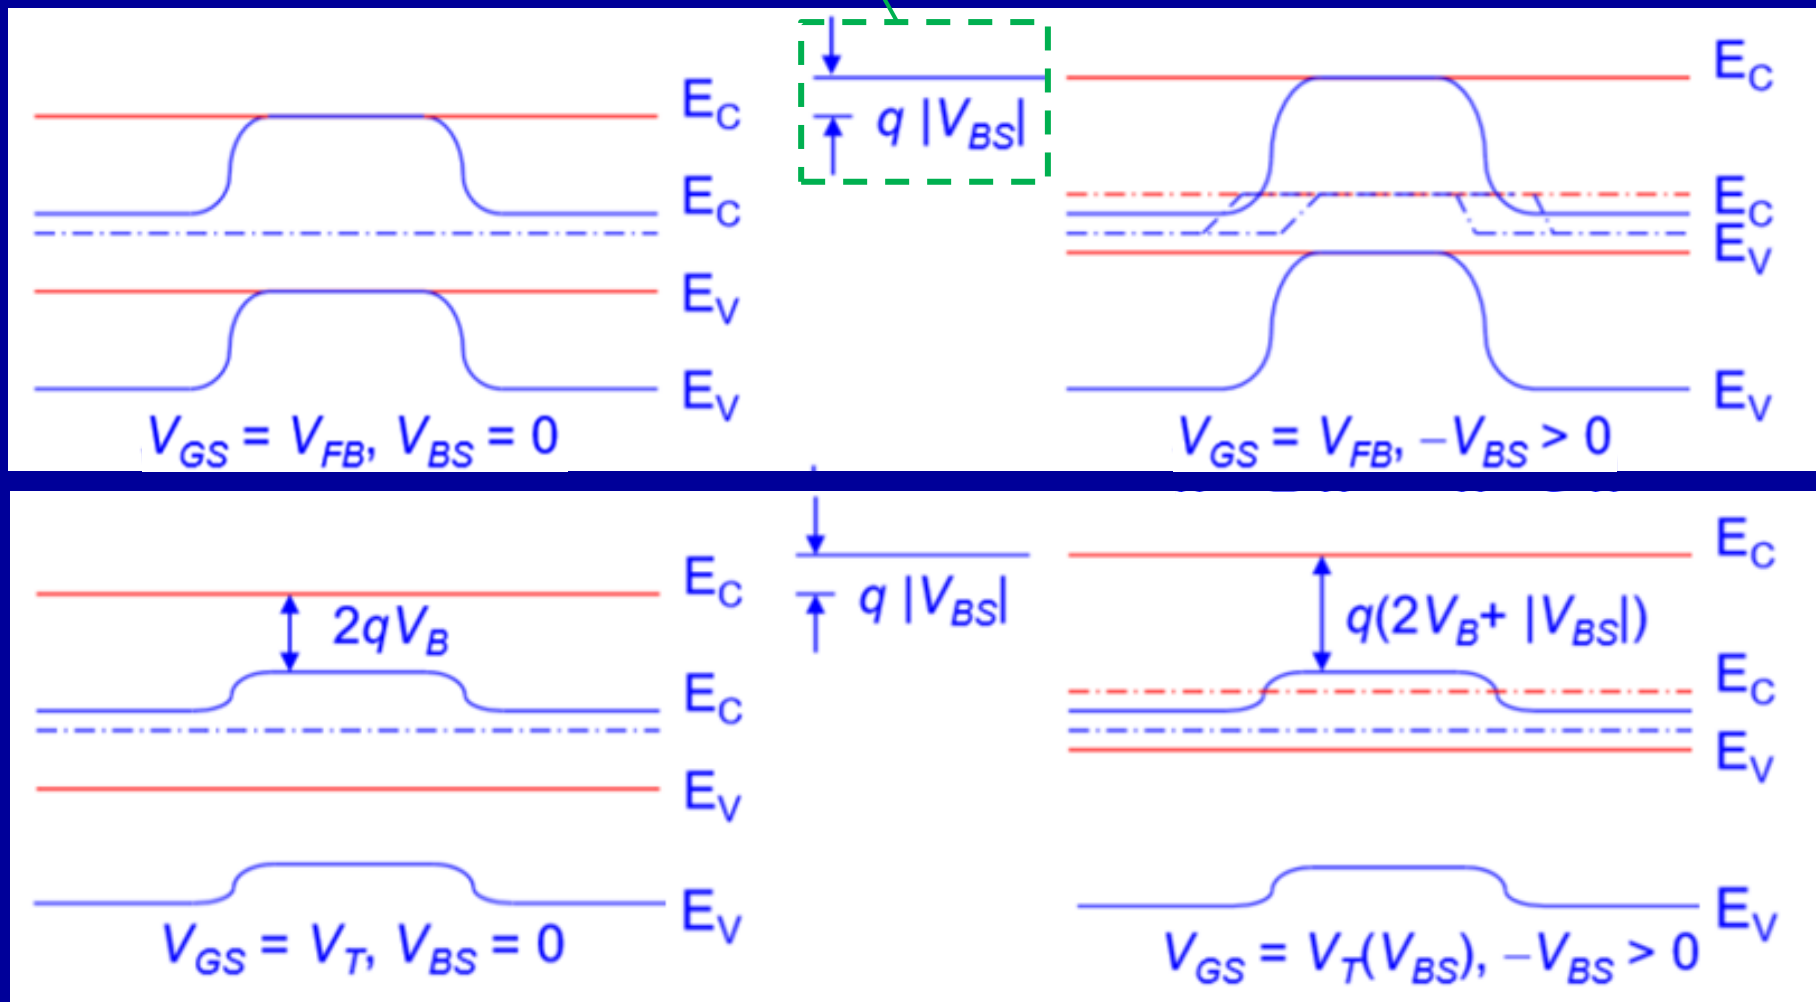 E_C
E_C
E_V
E_V
V_GS = V_FB, V_BS = 0
q |V_BS|
E_C
E_C
E_V
E_V
V_GS = V_FB, –V_BS > 0
E_C
2qV_B
E_C
E_V
E_V
V_GS = V_T, V_BS = 0
q |V_BS|
E_C
q(2V_B+ |V_BS|)
E_C
E_V
E_V
V_GS = V_T(V_BS), –V_BS > 0